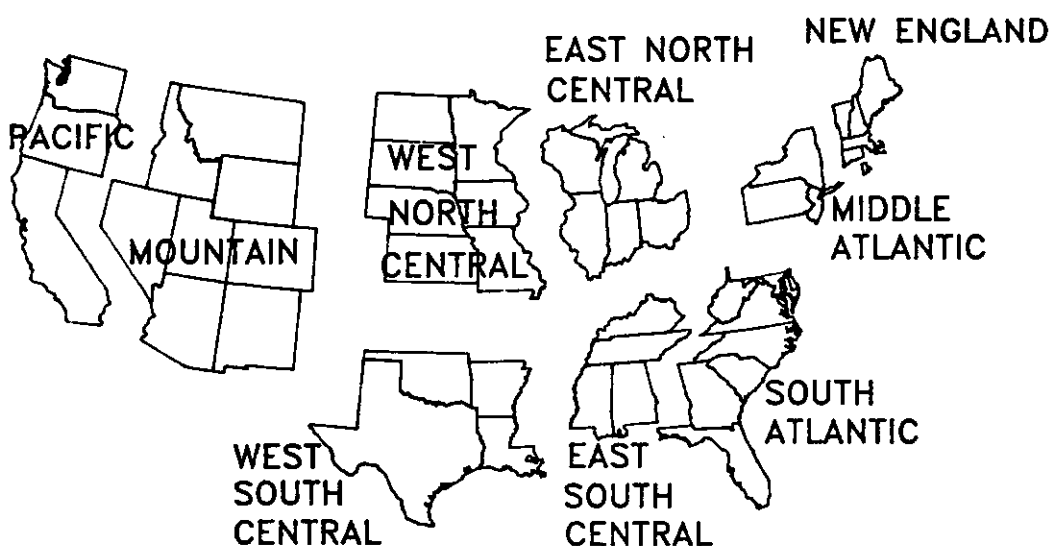 NEW ENGLAND
EAST NORTH
CENTRAL
PACIFIC
WEST
NORTH
CENTRAL
MOUNTAIN
MIDDLE
ATLANTIC
SOUTH
ATLANTIC
WEST
SOUTH
CENTRAL
EAST
SOUTH
CENTRAL